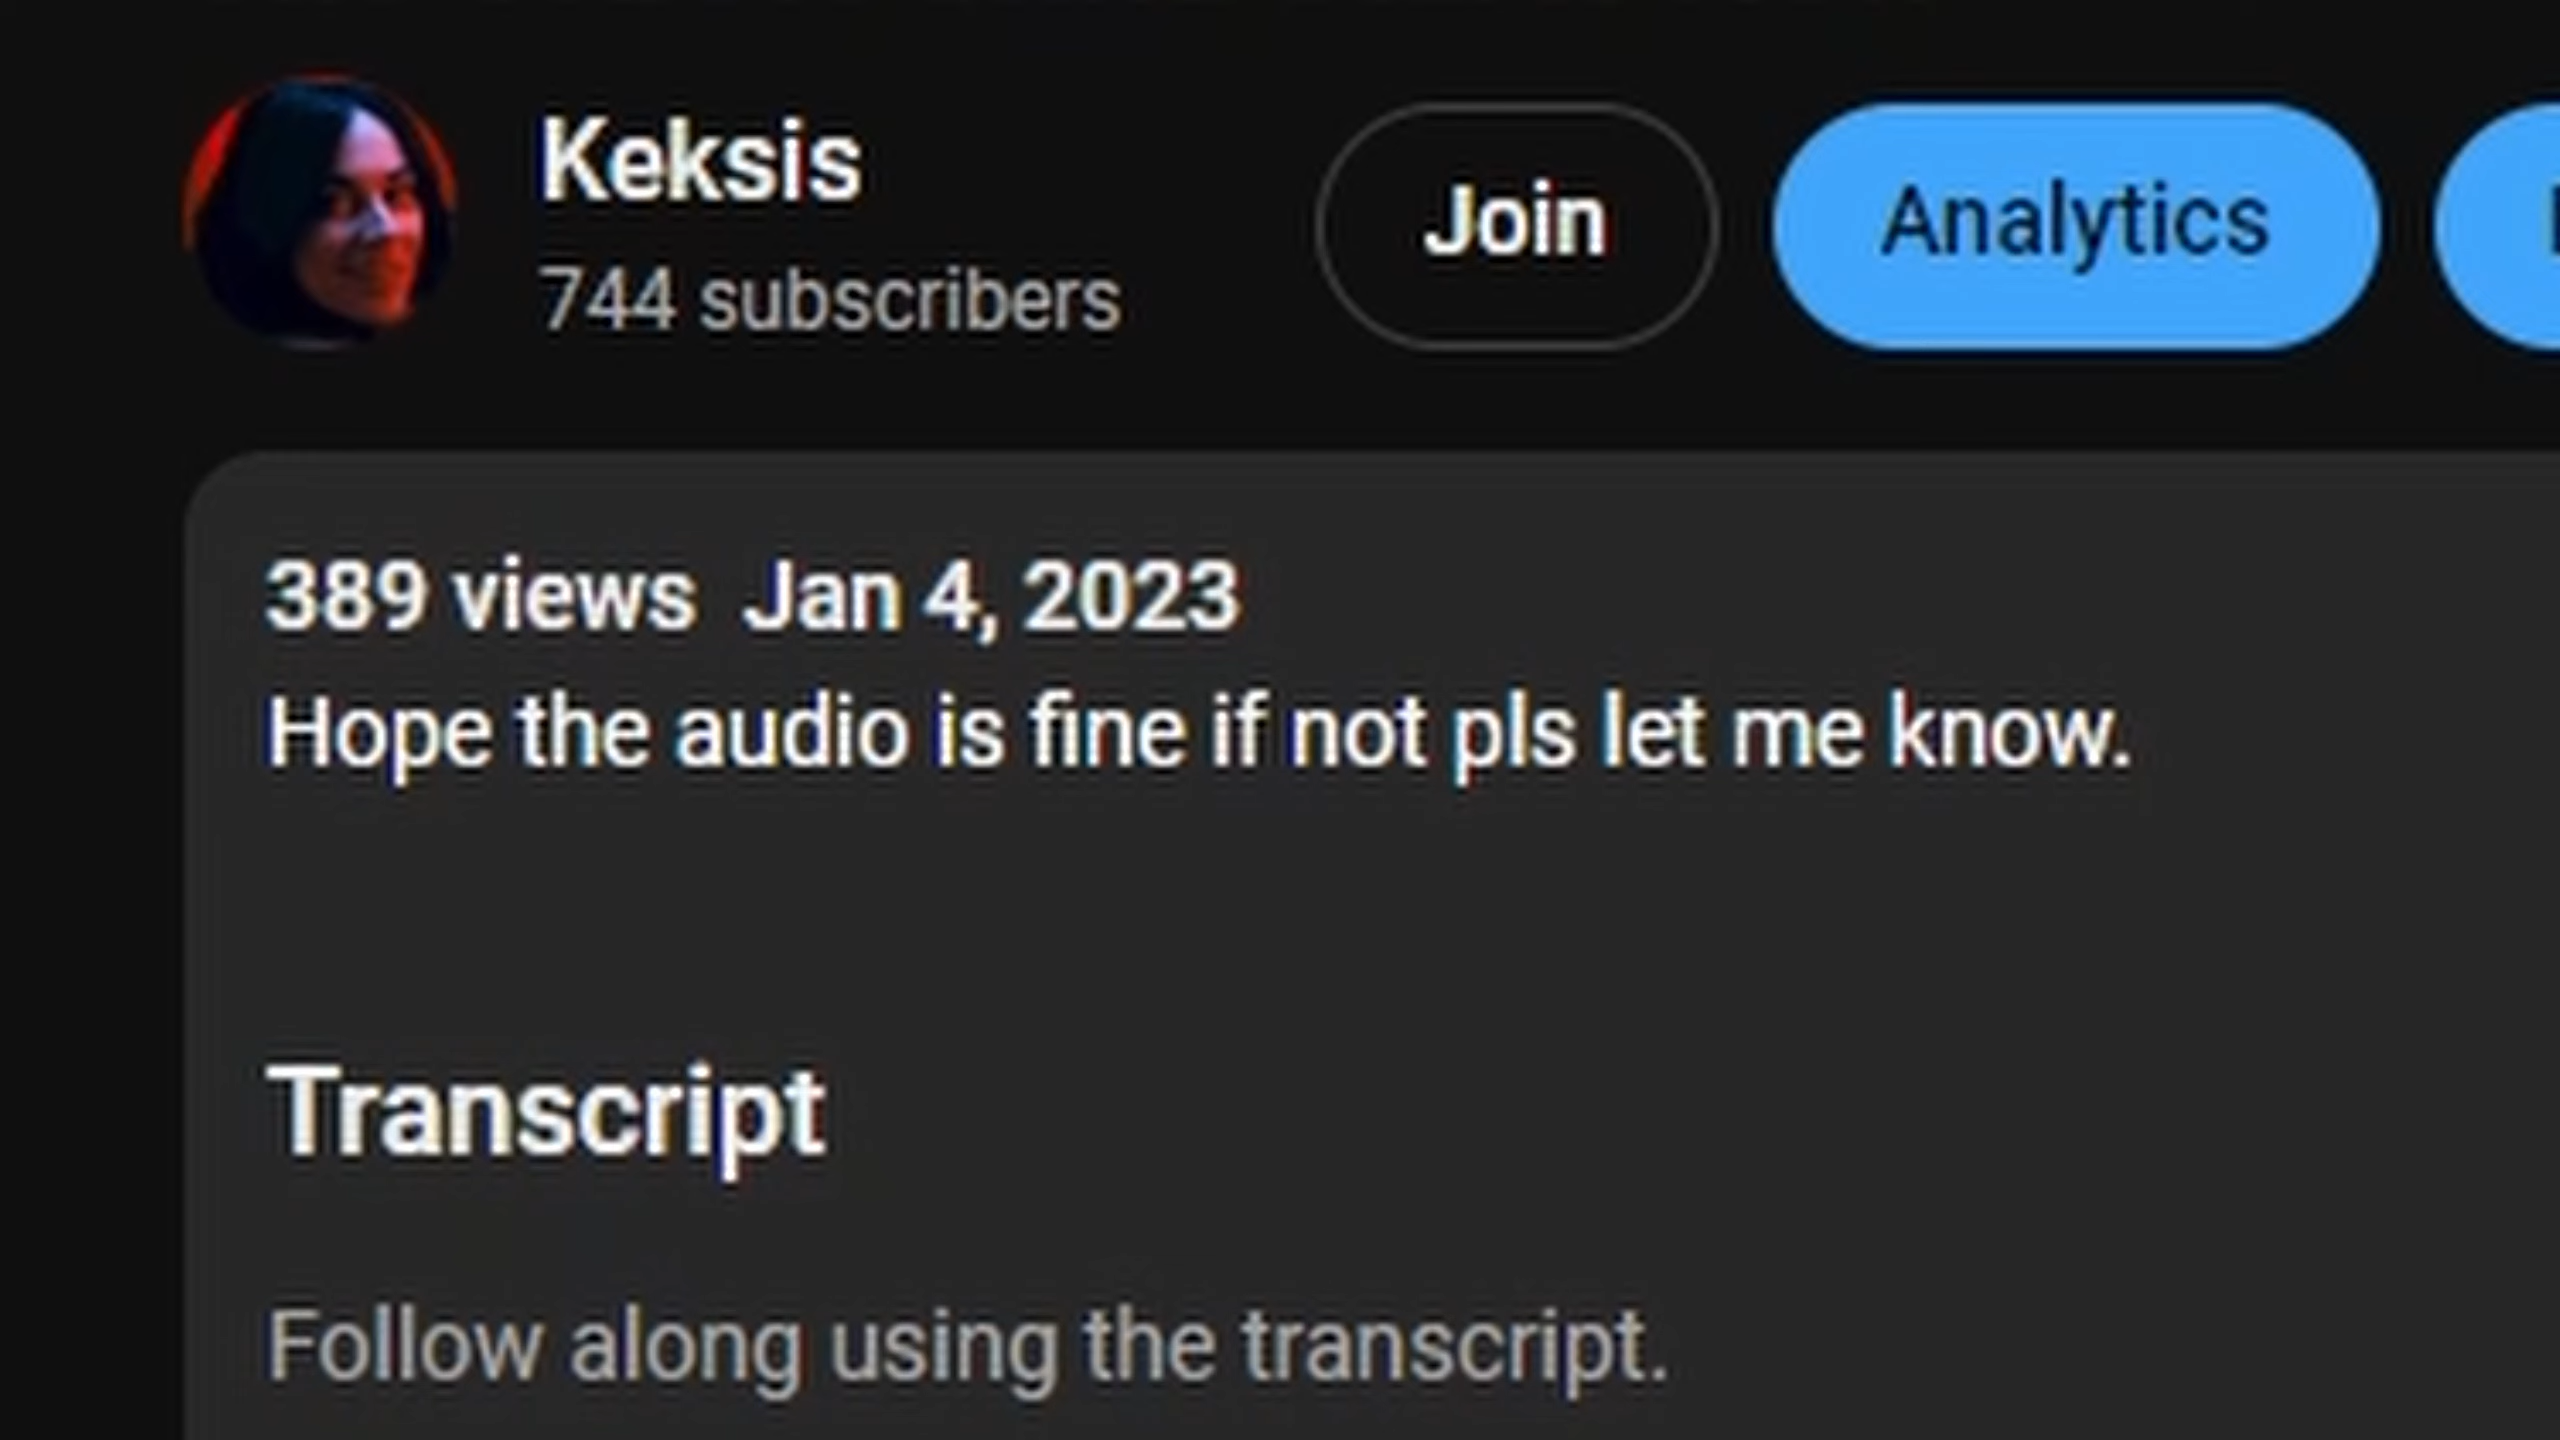 Keksis
744 subscribers
Join
Analytics
389 views  Jan 4, 2023
Hope the audio is fine if not pls let me know.
Transcript
Follow along using the transcript.